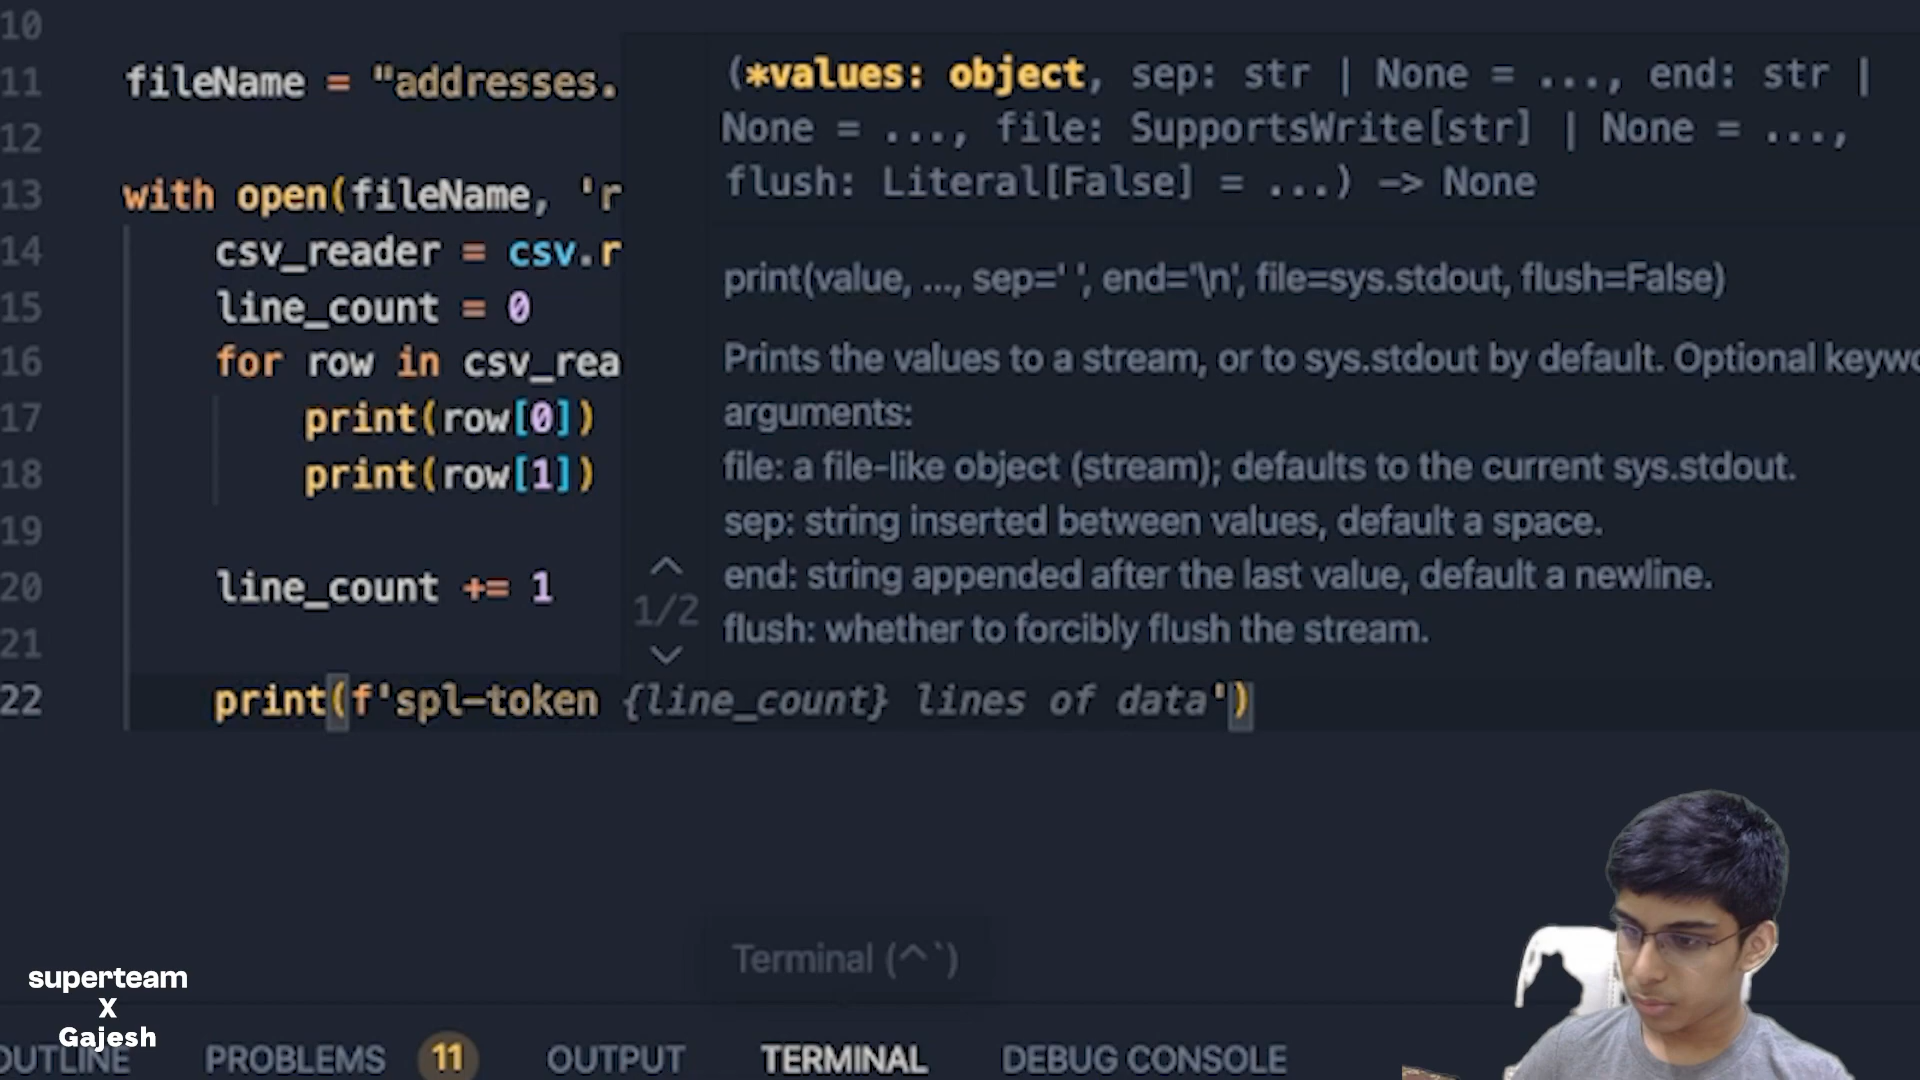 10
11 fileName = "addresses.
12
13 with open(fileName, 'r
14 csv_reader = csv.r
15 line_count = 0
16 for row in csv_rea
17 print(row[0])
18 print(row[1])
19
20 line_count += 1
21
22 print(f'spl-token {line_count} lines of data')
(*values: object, sep: str | None = ..., end: str |
None = ..., file: SupportsWrite[str] | None = ...,
flush: Literal[False] = ...) -> None
print(value, ..., sep=' ', end='\n', file=sys.stdout, flush=False)
Prints the values to a stream, or to sys.stdout by default. Optional keywo
arguments:
file: a file-like object (stream); defaults to the current sys.stdout.
sep: string inserted between values, default a space.
end: string appended after the last value, default a newline.
flush: whether to forcibly flush the stream.
1/2
Terminal (^`)
superteam
X
Gajesh
OUTLINE PROBLEMS 11 OUTPUT TERMINAL DEBUG CONSOLE